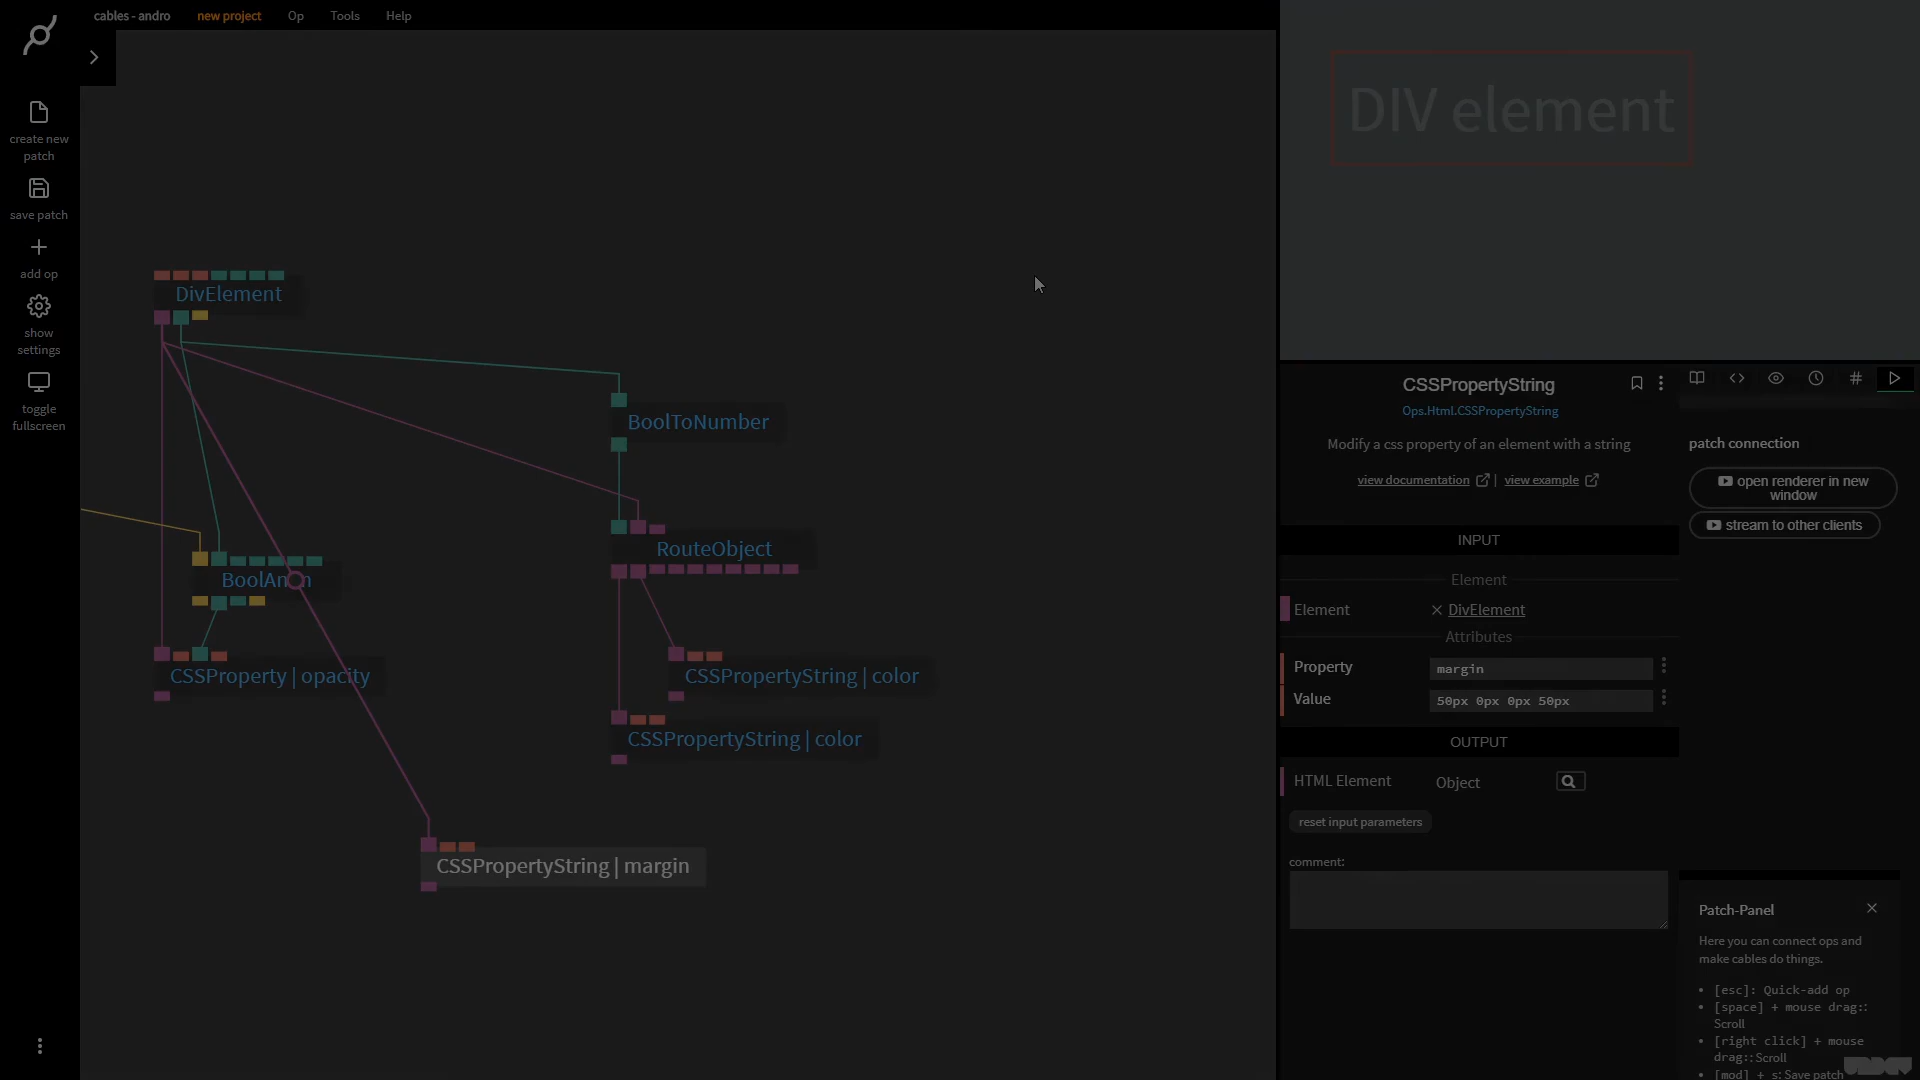 cables - andro new project Op Tools Help
create new
patch
save patch
add op
show
settings
toggle
fullscreen
DIV element
DivElement
BoolToNumber
RouteObject
BoolAnim
CSSProperty | opacity
CSSPropertyString | color
CSSPropertyString | color
CSSPropertyString | margin
CSSPropertyString
Ops.Html.CSSPropertyString
Modify a css property of an element with a string
view documentation | view example
INPUT
Element
Element × DivElement
Attributes
Property margin
Value 50px 0px 0px 50px
OUTPUT
HTML Element Object
reset input parameters
comment:
patch connection
open renderer in new
window
stream to other clients
Patch-Panel
Here you can connect ops and
make cables do things.
• [esc]: Quick-add op
• [space] + mouse drag::
Scroll
• [right click] + mouse
drag::Scroll
• [mod] + s: Save patch